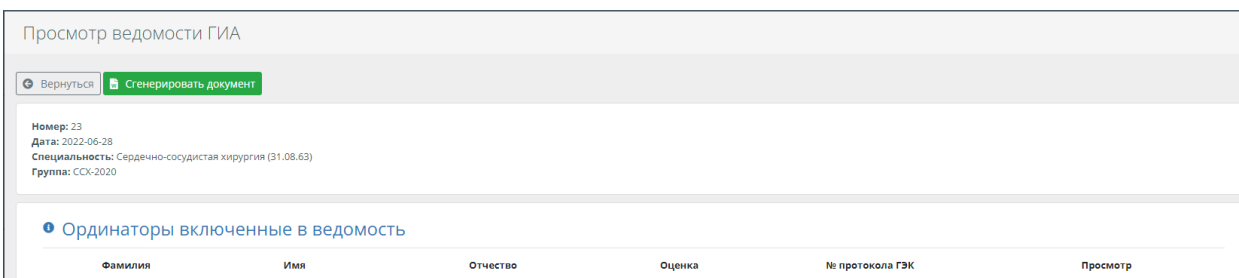 Просмотр ведомости ГИА
Вернуться Сгенерировать документ
Номер: 23
Дата: 2022-06-28
Специальность: Сердечно-сосудистая хирургия (31.08.63)
Группа: ССХ-2020
Ординаторы включенные в ведомость
Фамилия Имя Отчество Оценка № протокола ГЭК Просмотр